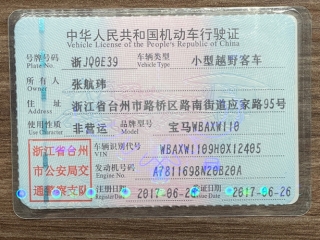 中华人民共和国机动车行驶证
Vehicle License of the People's Republic of China
号牌号码 浙JQ0E39 车辆类型 小型越野客车
Plate No. Vehicle Type
所有人 张航玮
Owner
住址 浙江省台州市路桥区路南街道应家路95号
Address
使用性质 非营运 品牌型号 宝马WBAXW110
Use Character Model
浙江省台州
市公安局交
通警察支队
车辆识别代号 WBAXW1109H0X12405
VIN
发动机号码 A7811698N20B20A
Engine No.
注册日期 2017-06-26 发证日期 2017-06-26
Register Date Issue Date